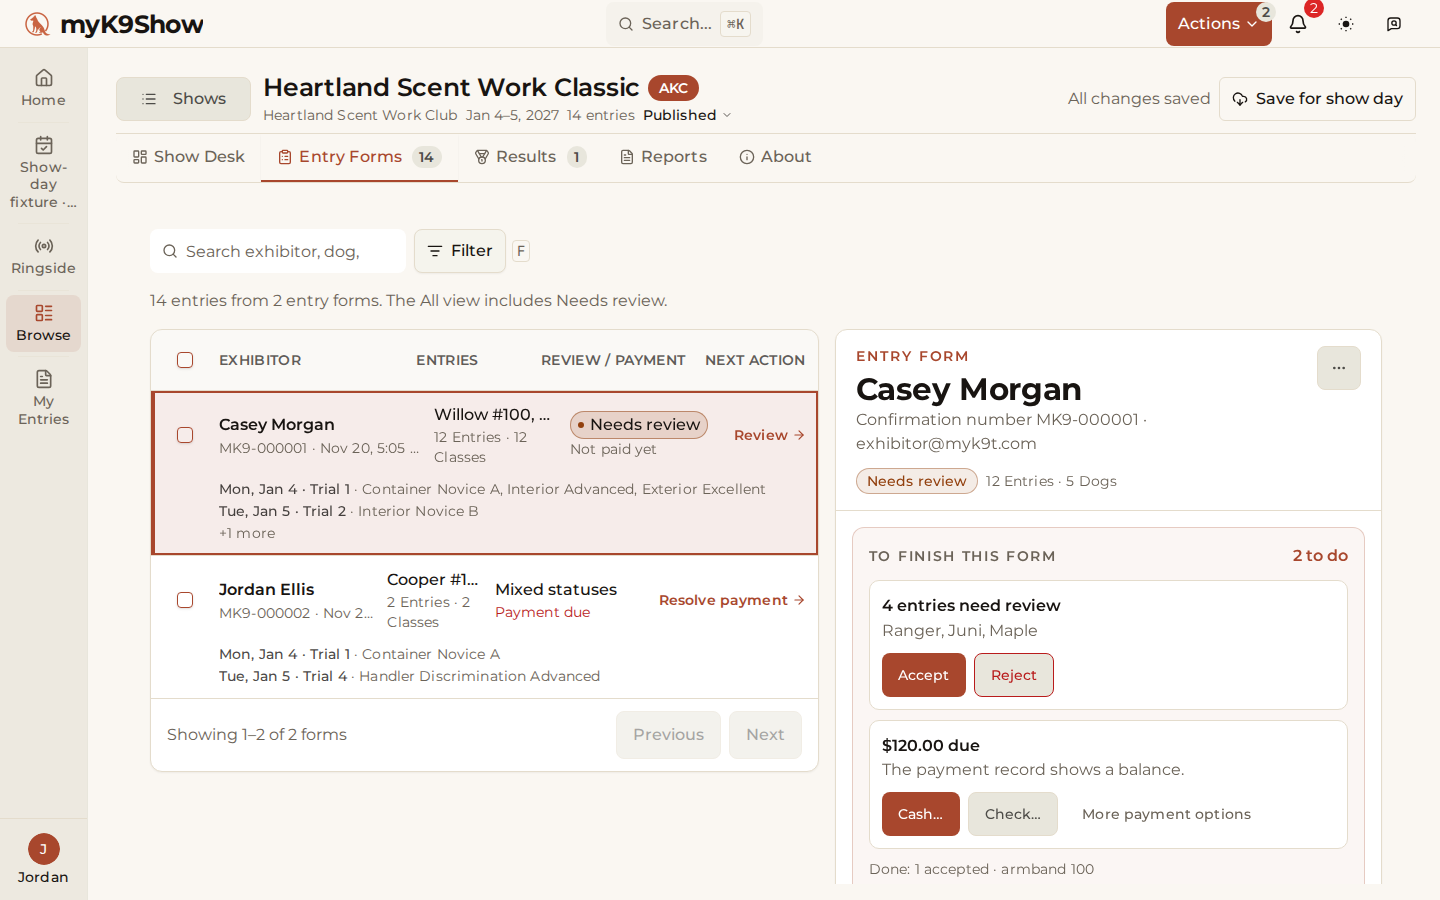 myK9Show
Search... ⌘K
Actions 2
2
Home
Show-
day
fixture ·...
Ringside
Browse
My
Entries
J
Jordan
Shows
Heartland Scent Work Classic AKC
Heartland Scent Work Club Jan 4–5, 2027 14 entries Published
All changes saved
Save for show day
Show Desk
Entry Forms 14
Results 1
Reports
About
Search exhibitor, dog,
Filter F
14 entries from 2 entry forms. The All view includes Needs review.
EXHIBITOR ENTRIES REVIEW / PAYMENT NEXT ACTION
Casey Morgan
MK9-000001 · Nov 20, 5:05 ...
Willow #100, ...
12 Entries · 12
Classes
Needs review
Not paid yet
Review →
Mon, Jan 4 · Trial 1 · Container Novice A, Interior Advanced, Exterior Excellent
Tue, Jan 5 · Trial 2 · Interior Novice B
+1 more
Jordan Ellis
MK9-000002 · Nov 2...
Cooper #1...
2 Entries · 2
Classes
Mixed statuses
Payment due
Resolve payment →
Mon, Jan 4 · Trial 1 · Container Novice A
Tue, Jan 5 · Trial 4 · Handler Discrimination Advanced
Showing 1–2 of 2 forms
Previous
Next
ENTRY FORM
Casey Morgan
Confirmation number MK9-000001 ·
exhibitor@myk9t.com
Needs review 12 Entries · 5 Dogs
...
TO FINISH THIS FORM 2 to do
4 entries need review
Ranger, Juni, Maple
Accept
Reject
$120.00 due
The payment record shows a balance.
Cash...
Check...
More payment options
Done: 1 accepted · armband 100